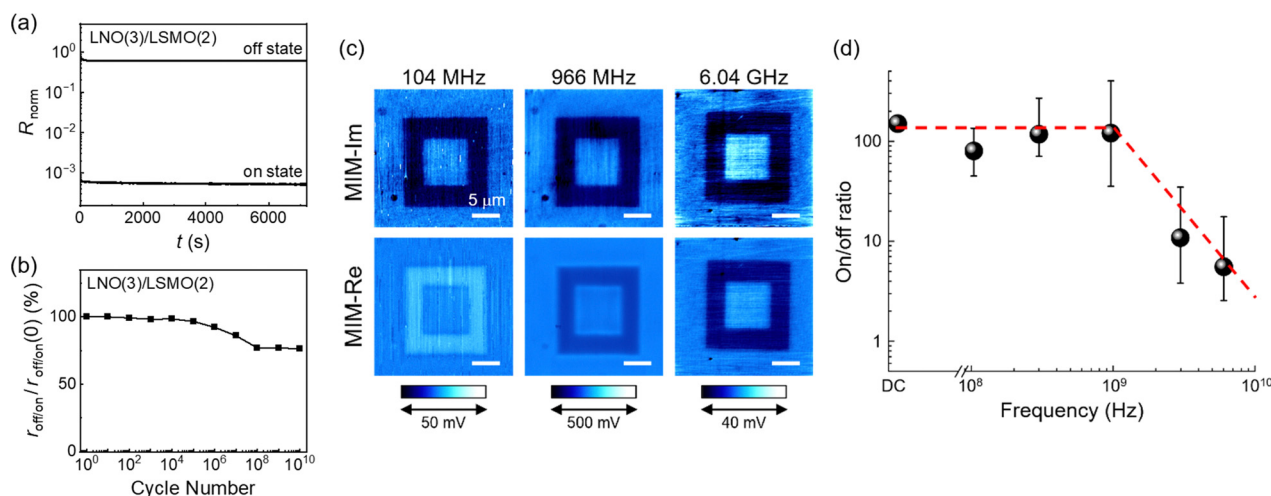 (a)
LNO(3)/LSMO(2)
off state
on state
R_norm
10^0
10^-1
10^-2
10^-3
0
2000
4000
6000
t (s)
(b)
LNO(3)/LSMO(2)
r_off/on / r_off/on(0) (%)
100
50
0
10^0
10^2
10^4
10^6
10^8
10^10
Cycle Number
(c)
104 MHz
966 MHz
6.04 GHz
MIM-Im
5 μm
MIM-Re
50 mV
500 mV
40 mV
(d)
On/off ratio
100
10
1
DC
10^8
10^9
10^10
Frequency (Hz)